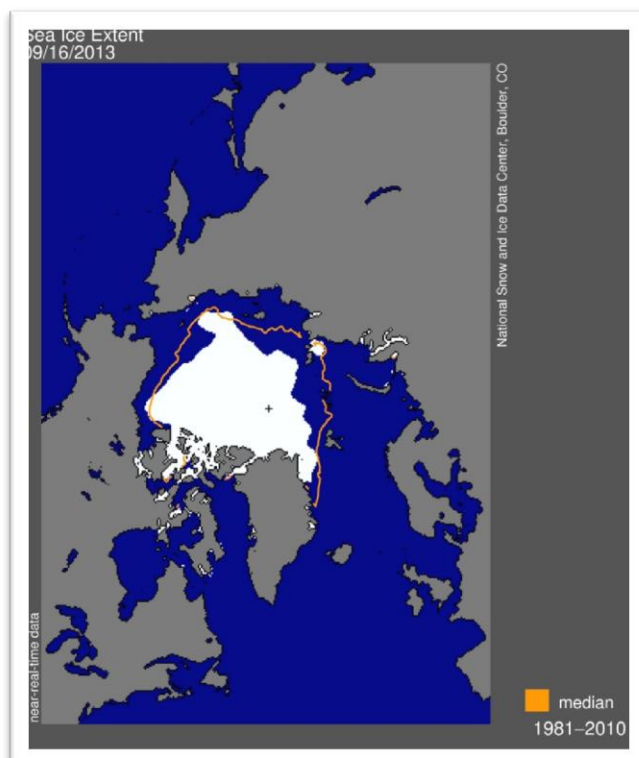 Sea Ice Extent
09/16/2013
National Snow and Ice Data Center, Boulder, CO
near-real-time data
median
1981–2010